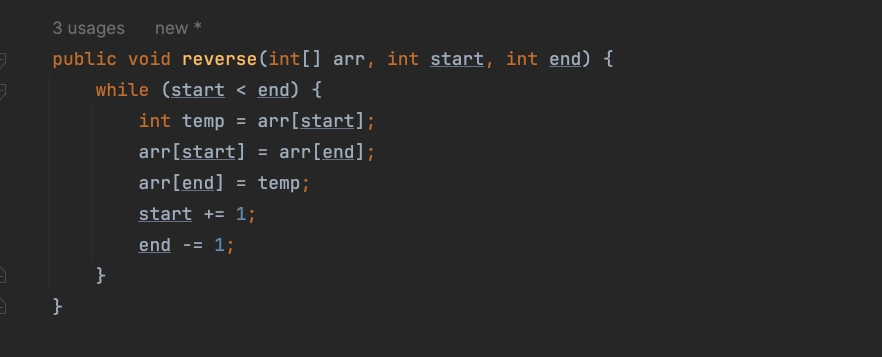 3 usages   new *
public void reverse(int[] arr, int start, int end) {
    while (start < end) {
        int temp = arr[start];
        arr[start] = arr[end];
        arr[end] = temp;
        start += 1;
        end -= 1;
    }
}